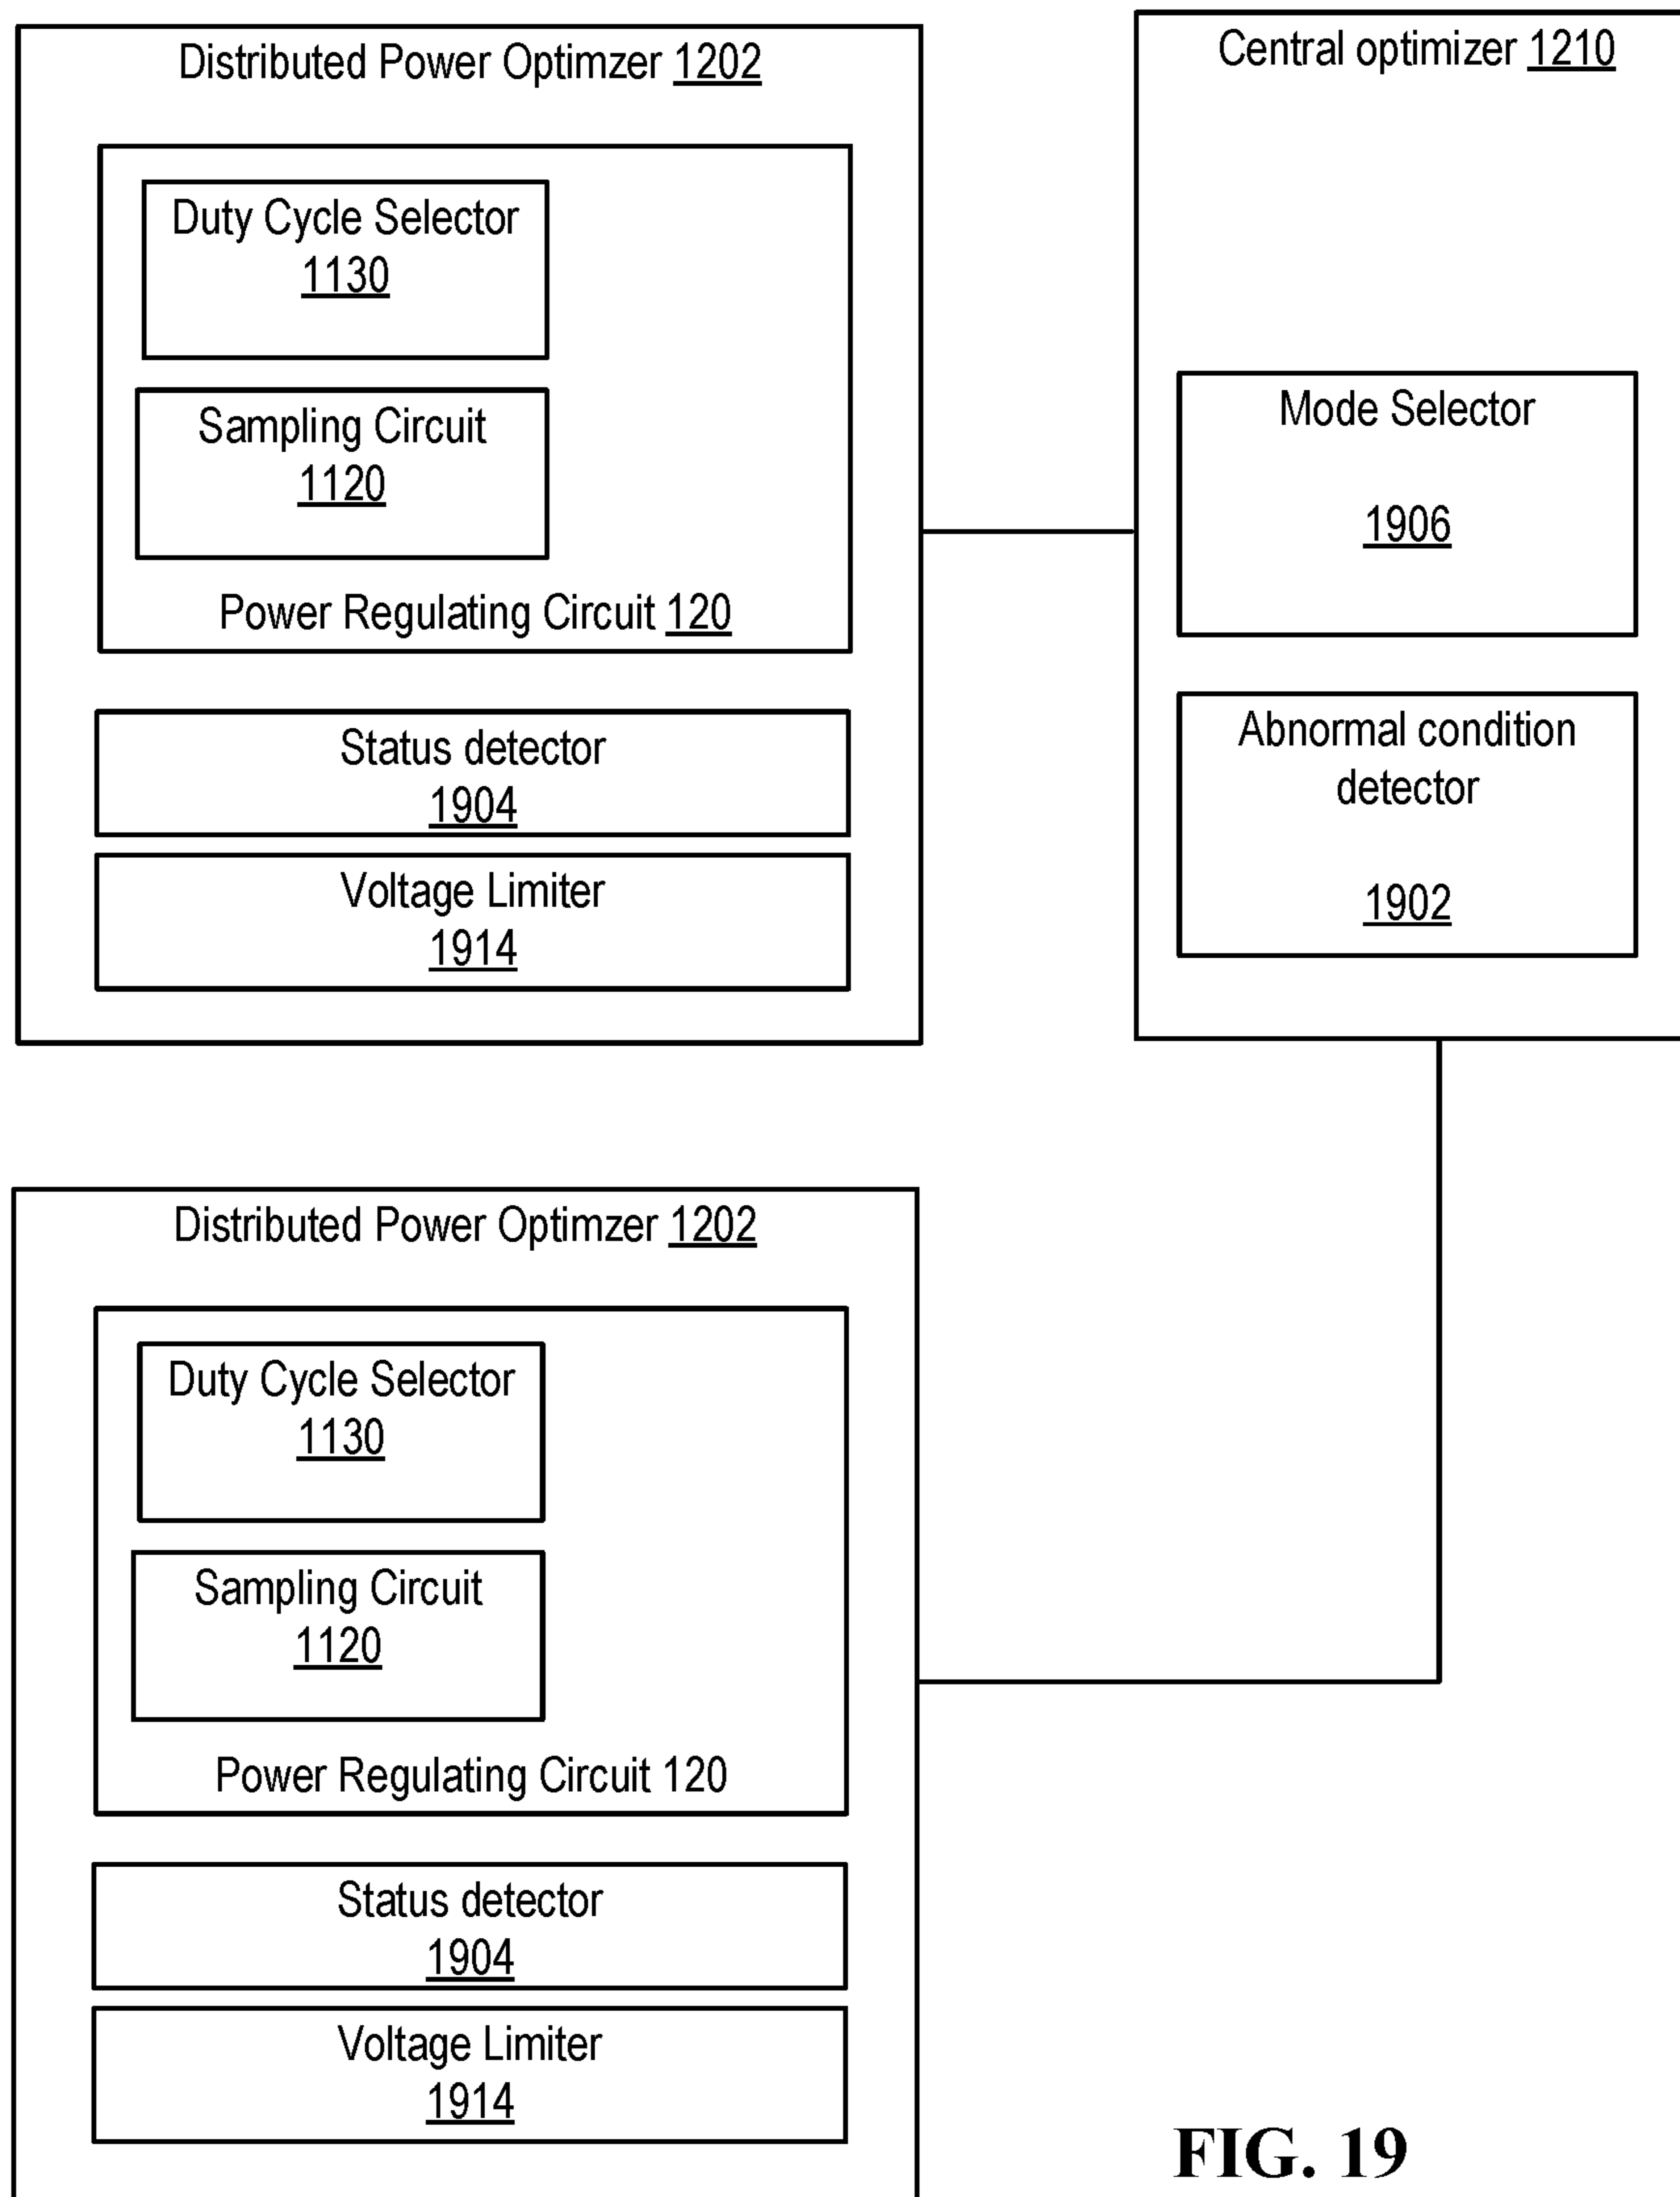 Distributed Power Optimzer 1202
Duty Cycle Selector
1130
Sampling Circuit
1120
Power Regulating Circuit 120
Status detector
1904
Voltage Limiter
1914
Central optimizer 1210
Mode Selector
1906
Abnormal condition
detector
1902
Distributed Power Optimzer 1202
Duty Cycle Selector
1130
Sampling Circuit
1120
Power Regulating Circuit 120
Status detector
1904
Voltage Limiter
1914
FIG. 19